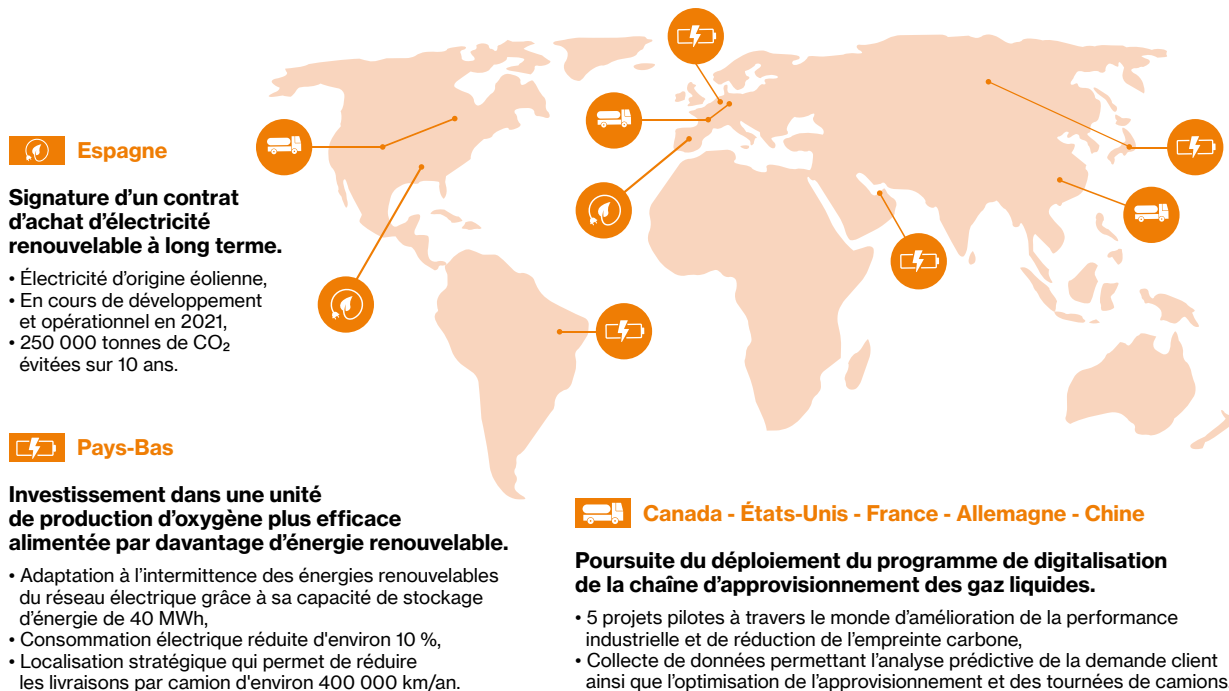 Espagne
Signature d’un contrat
d’achat d’électricité
renouvelable à long terme.
• Électricité d’origine éolienne,
• En cours de développement
et opérationnel en 2021,
• 250 000 tonnes de CO₂
évitées sur 10 ans.
Pays-Bas
Investissement dans une unité
de production d’oxygène plus efficace
alimentée par davantage d’énergie renouvelable.
• Adaptation à l’intermittence des énergies renouvelables
du réseau électrique grâce à sa capacité de stockage
d’énergie de 40 MWh,
• Consommation électrique réduite d'environ 10 %,
• Localisation stratégique qui permet de réduire
les livraisons par camion d'environ 400 000 km/an.
Canada - États-Unis - France - Allemagne - Chine
Poursuite du déploiement du programme de digitalisation
de la chaîne d’approvisionnement des gaz liquides.
• 5 projets pilotes à travers le monde d’amélioration de la performance
industrielle et de réduction de l’empreinte carbone,
• Collecte de données permettant l’analyse prédictive de la demande client
ainsi que l’optimisation de l’approvisionnement et des tournées de camions